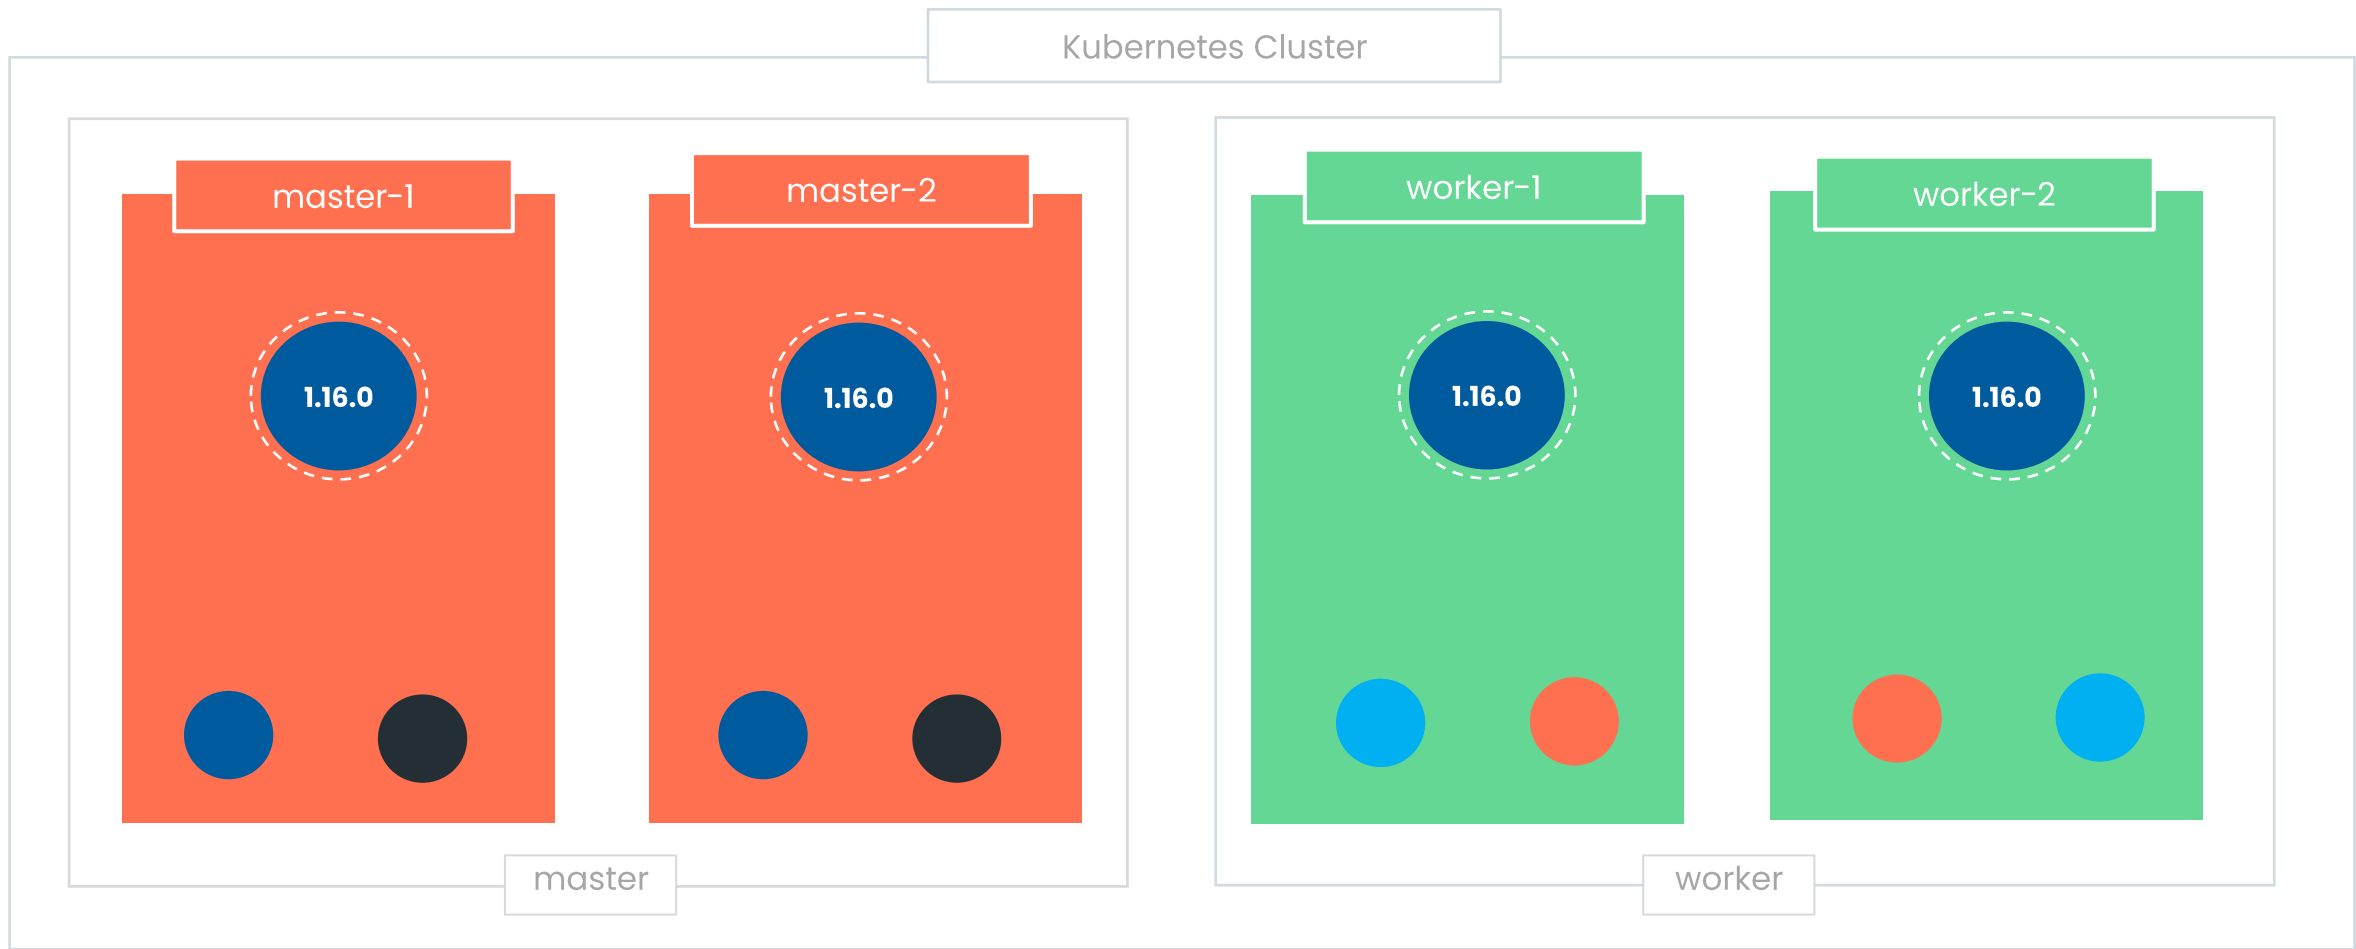 Kubernetes Cluster
master-1
master-2
worker-1
worker-2
1.16.0
1.16.0
1.16.0
1.16.0
master
worker